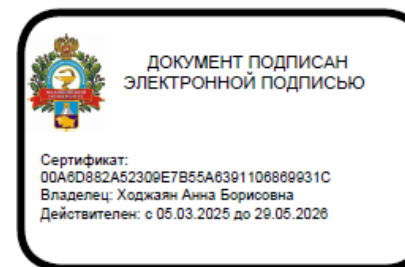 ДОКУМЕНТ ПОДПИСАН
ЭЛЕКТРОННОЙ ПОДПИСЬЮ
Сертификат:
00A6D882A52309E7B55A6391106869931C
Владелец: Ходжаян Анна Борисовна
Действителен: с 05.03.2025 до 29.05.2026